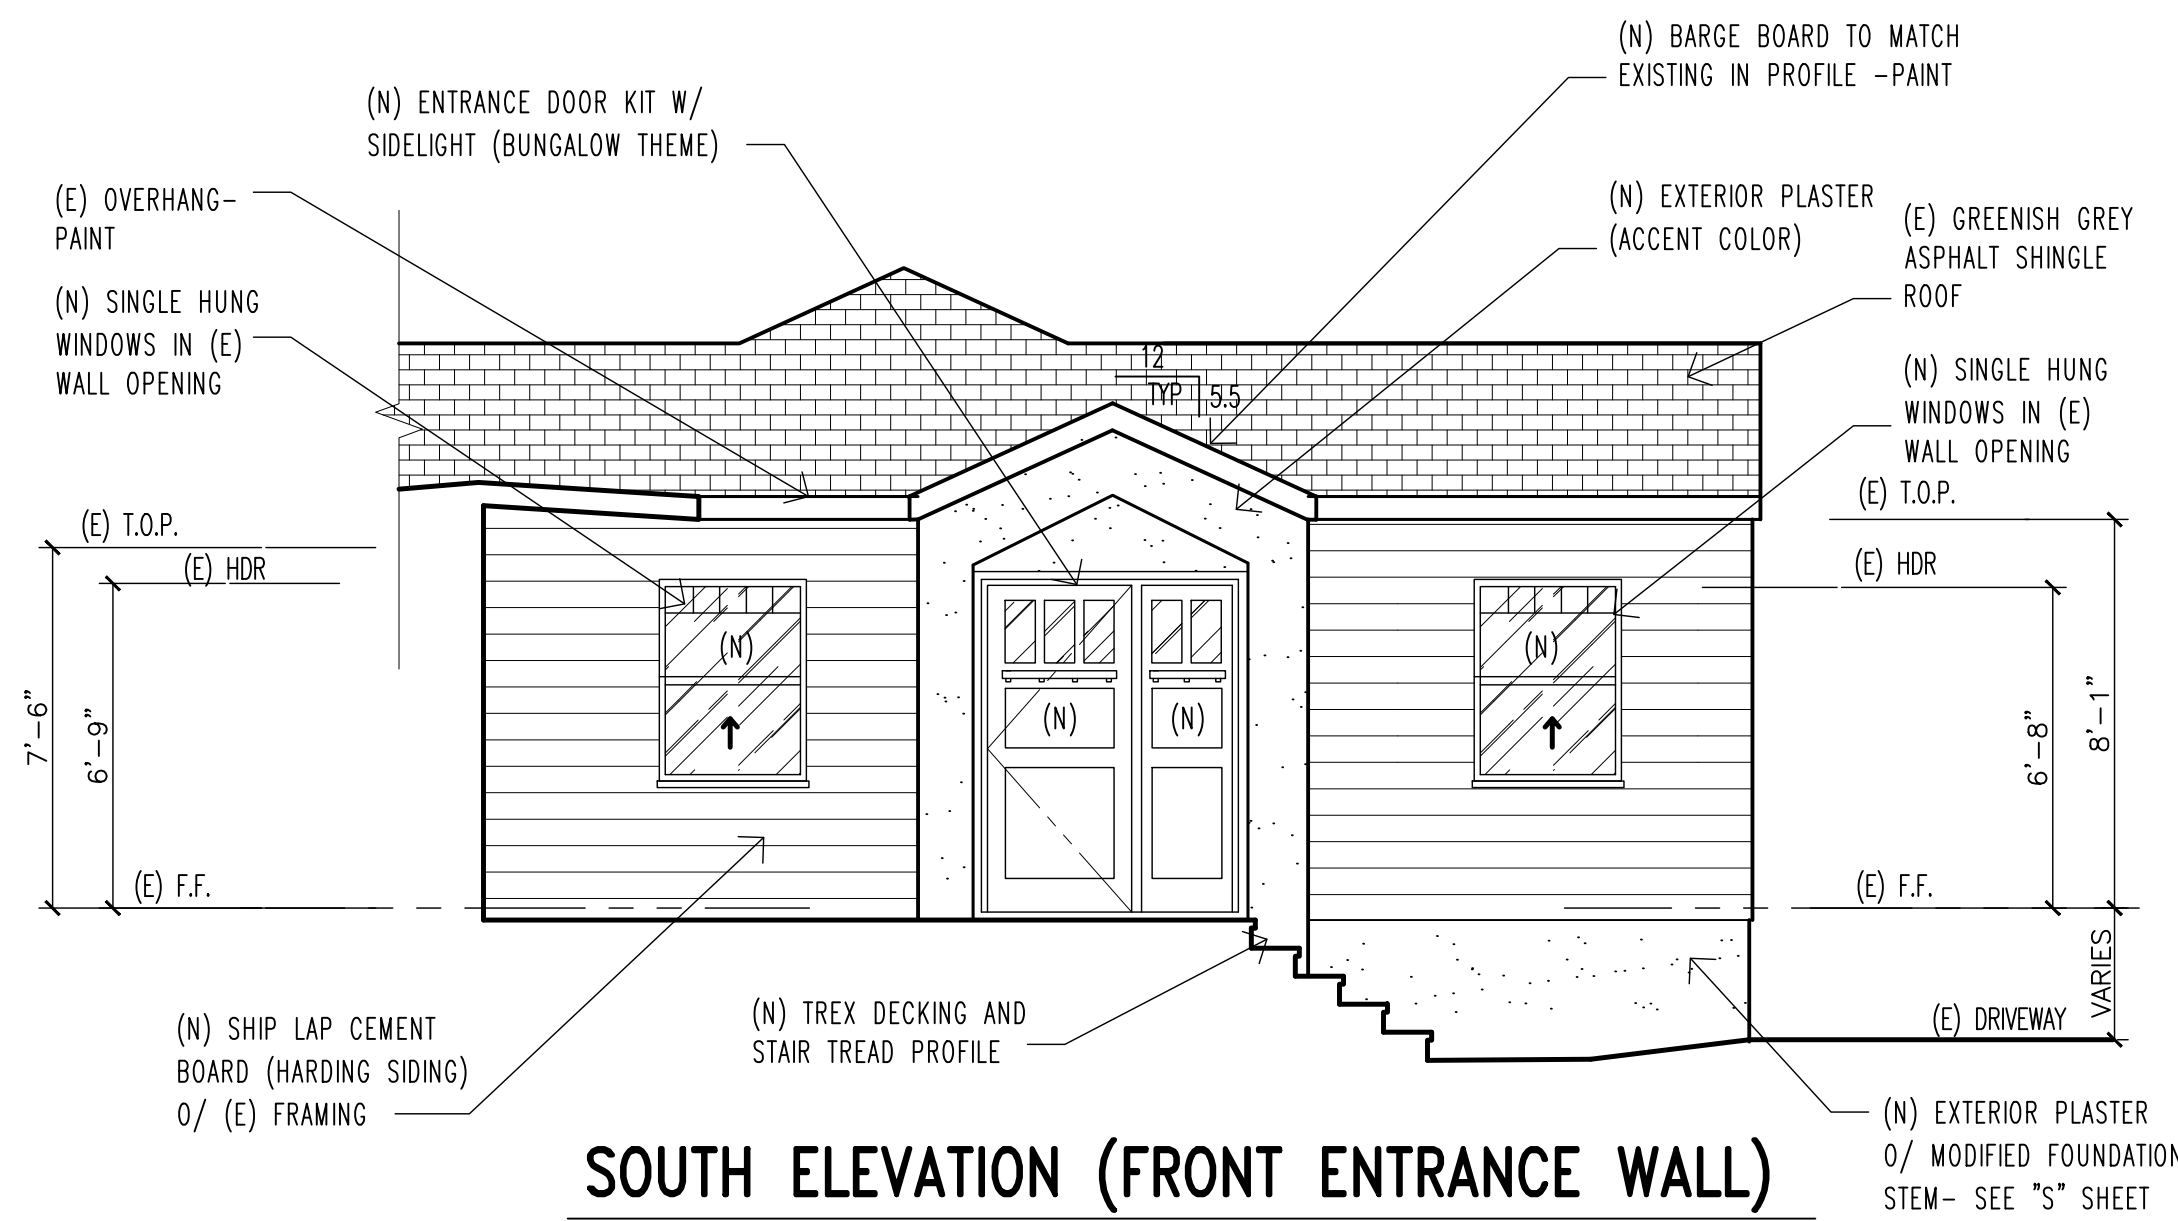 (N) BARGE BOARD TO MATCH
EXISTING IN PROFILE -PAINT
(N) ENTRANCE DOOR KIT W/
SIDELIGHT (BUNGALOW THEME)
(E) OVERHANG-
PAINT
(N) EXTERIOR PLASTER
(ACCENT COLOR)
(E) GREENISH GREY
ASPHALT SHINGLE
ROOF
(N) SINGLE HUNG
WINDOWS IN (E)
WALL OPENING
12
TYP
5.5
(N) SINGLE HUNG
WINDOWS IN (E)
WALL OPENING
(E) T.O.P.
(E) HDR
(E) T.O.P.
(E) HDR
(N)
(N)
(N)
(N)
7'-6"
6'-9"
6'-8"
8'-1"
(E) F.F.
(E) F.F.
VARIES
(E) DRIVEWAY
(N) SHIP LAP CEMENT
BOARD (HARDING SIDING)
O/ (E) FRAMING
(N) TREX DECKING AND
STAIR TREAD PROFILE
(N) EXTERIOR PLASTER
O/ MODIFIED FOUNDATION
STEM- SEE "S" SHEET
SOUTH ELEVATION (FRONT ENTRANCE WALL)